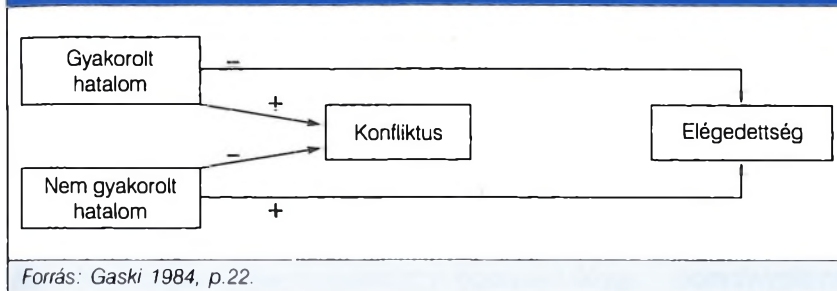 Gyakorolt
hatalom
–
+
Konfliktus
Elégedettség
–
Nem gyakorolt
hatalom
+
Forrás: Gaski 1984, p.22.